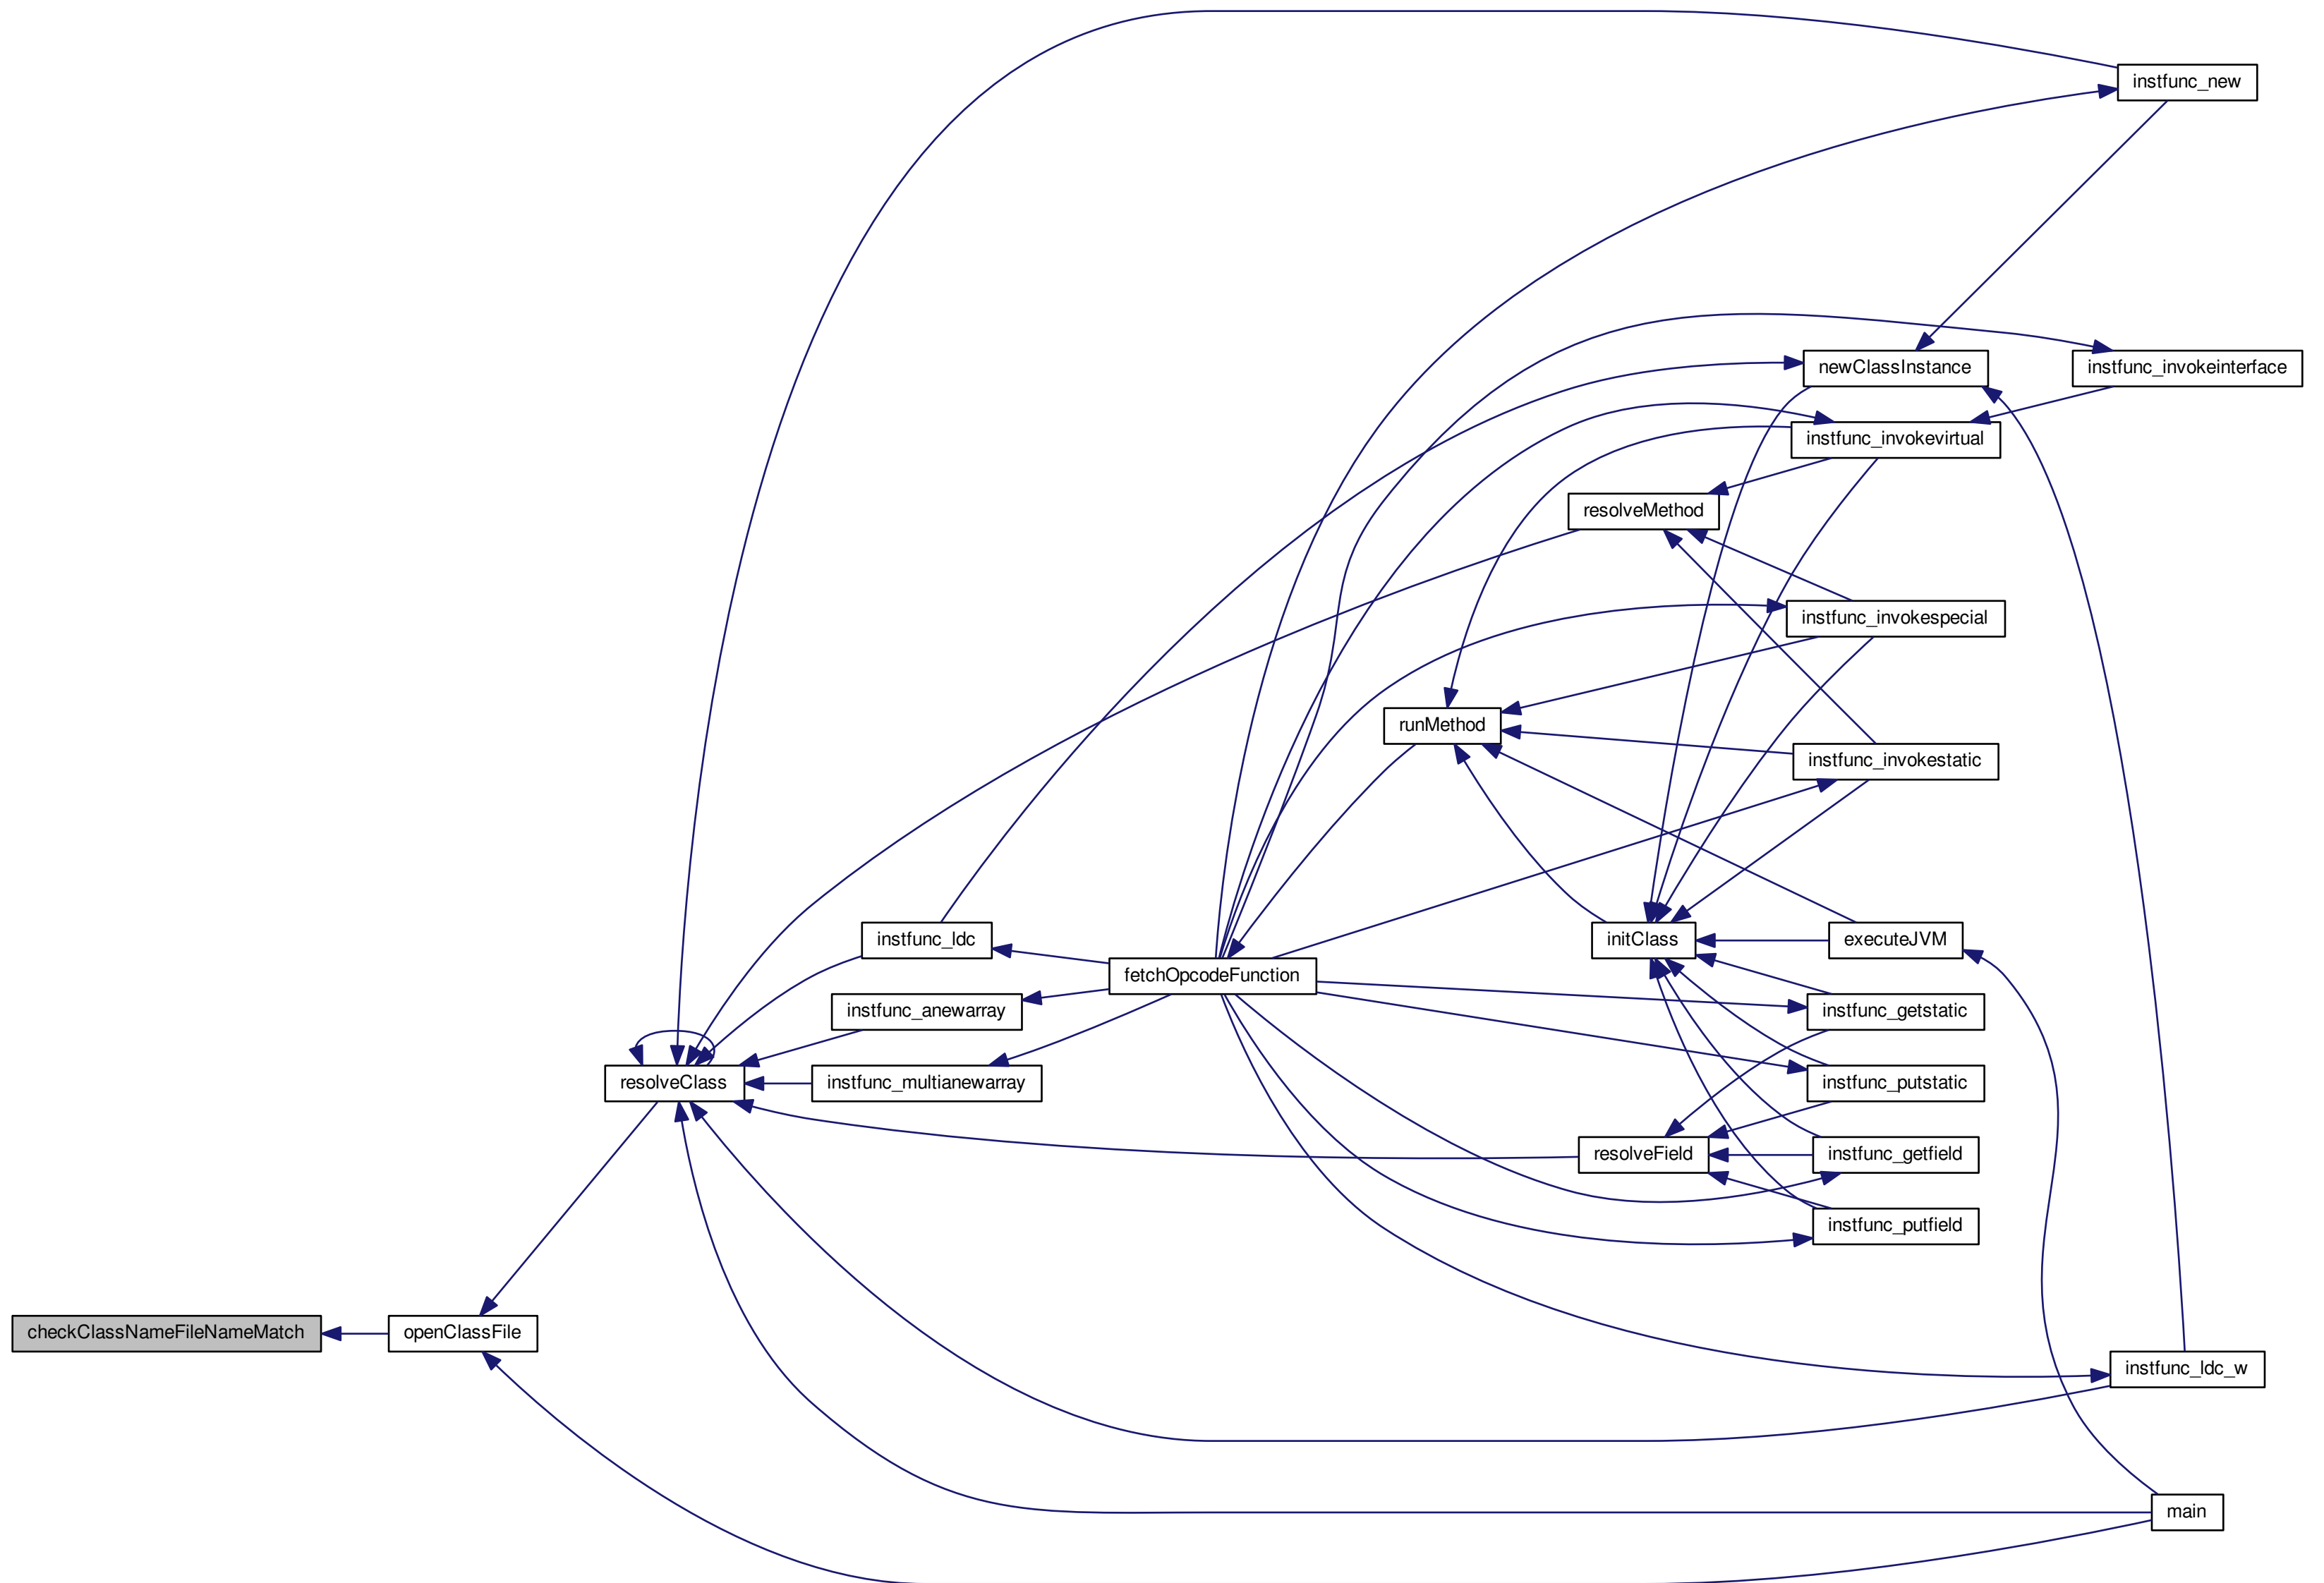 instfunc_new
newClassInstance
instfunc_invokeinterface
instfunc_invokevirtual
resolveMethod
instfunc_invokespecial
runMethod
instfunc_invokestatic
instfunc_ldc
initClass
executeJVM
fetchOpcodeFunction
instfunc_anewarray
instfunc_getstatic
resolveClass
instfunc_multianewarray
instfunc_putstatic
resolveField
instfunc_getfield
instfunc_putfield
checkClassNameFileNameMatch
openClassFile
instfunc_ldc_w
main